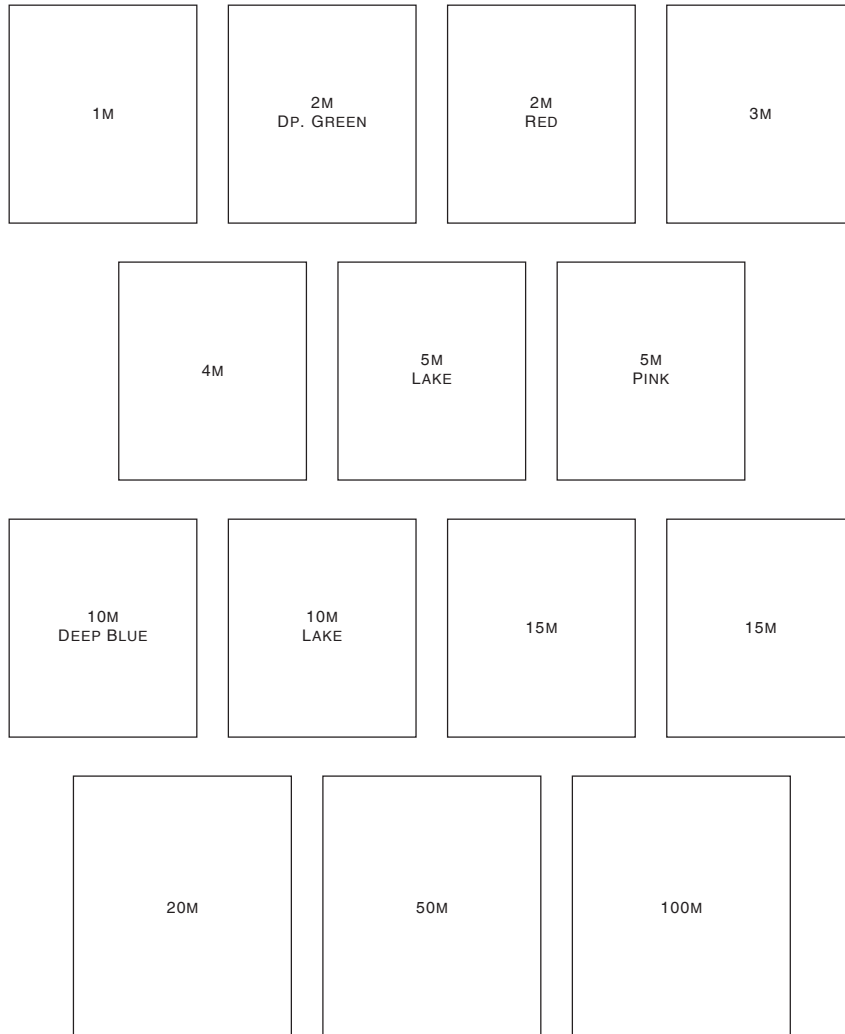 1M
2M
DP. GREEN
2M
RED
3M
4M
5M
LAKE
5M
PINK
10M
DEEP BLUE
10M
LAKE
15M
15M
20M
50M
100M